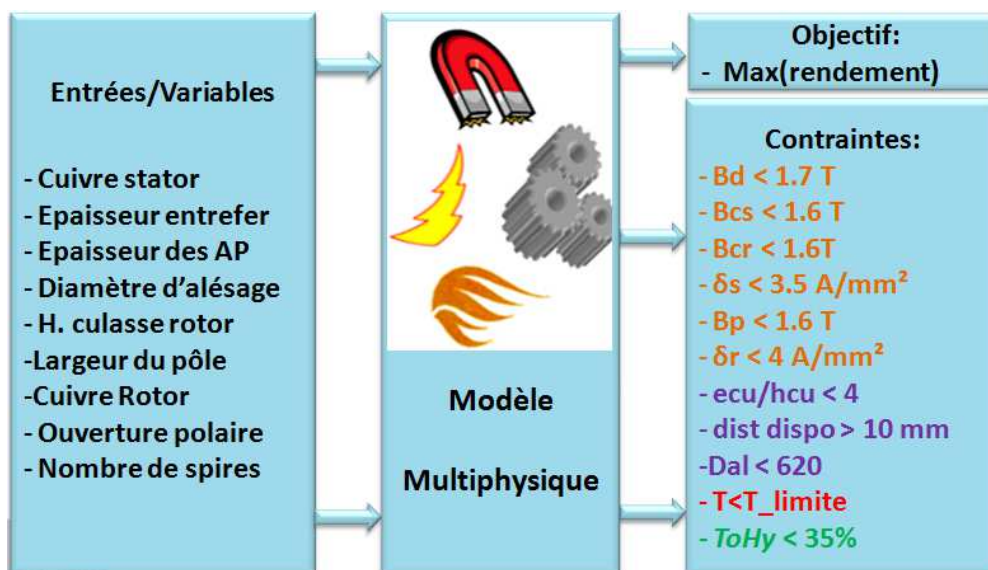 Entrées/Variables
- Cuivre stator
- Epaisseur entrefer
- Epaisseur des AP
- Diamètre d'alésage
- H. culasse rotor
-Largeur du pôle
-Cuivre Rotor
- Ouverture polaire
- Nombre de spires
Modèle
Multiphysique
Objectif:
- Max(rendement)
Contraintes:
- Bd < 1.7 T
- Bcs < 1.6 T
- Bcr < 1.6T
- δs < 3.5 A/mm²
- Bp < 1.6 T
- δr < 4 A/mm²
- ecu/hcu < 4
- dist dispo > 10 mm
-Dal < 620
- T<T_limite
- ToHy < 35%